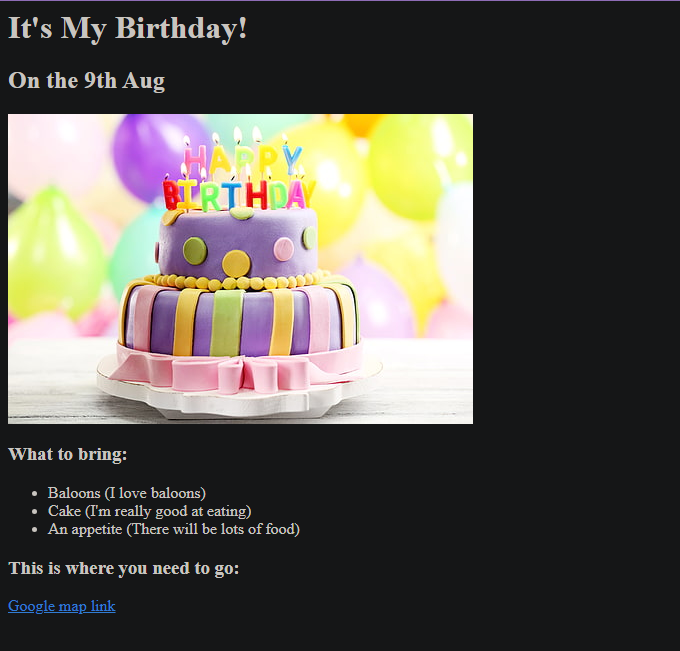 It's My Birthday!
On the 9th Aug
HAPPY
BIRTHDAY
What to bring:
Baloons (I love baloons)
Cake (I'm really good at eating)
An appetite (There will be lots of food)
This is where you need to go:
Google map link